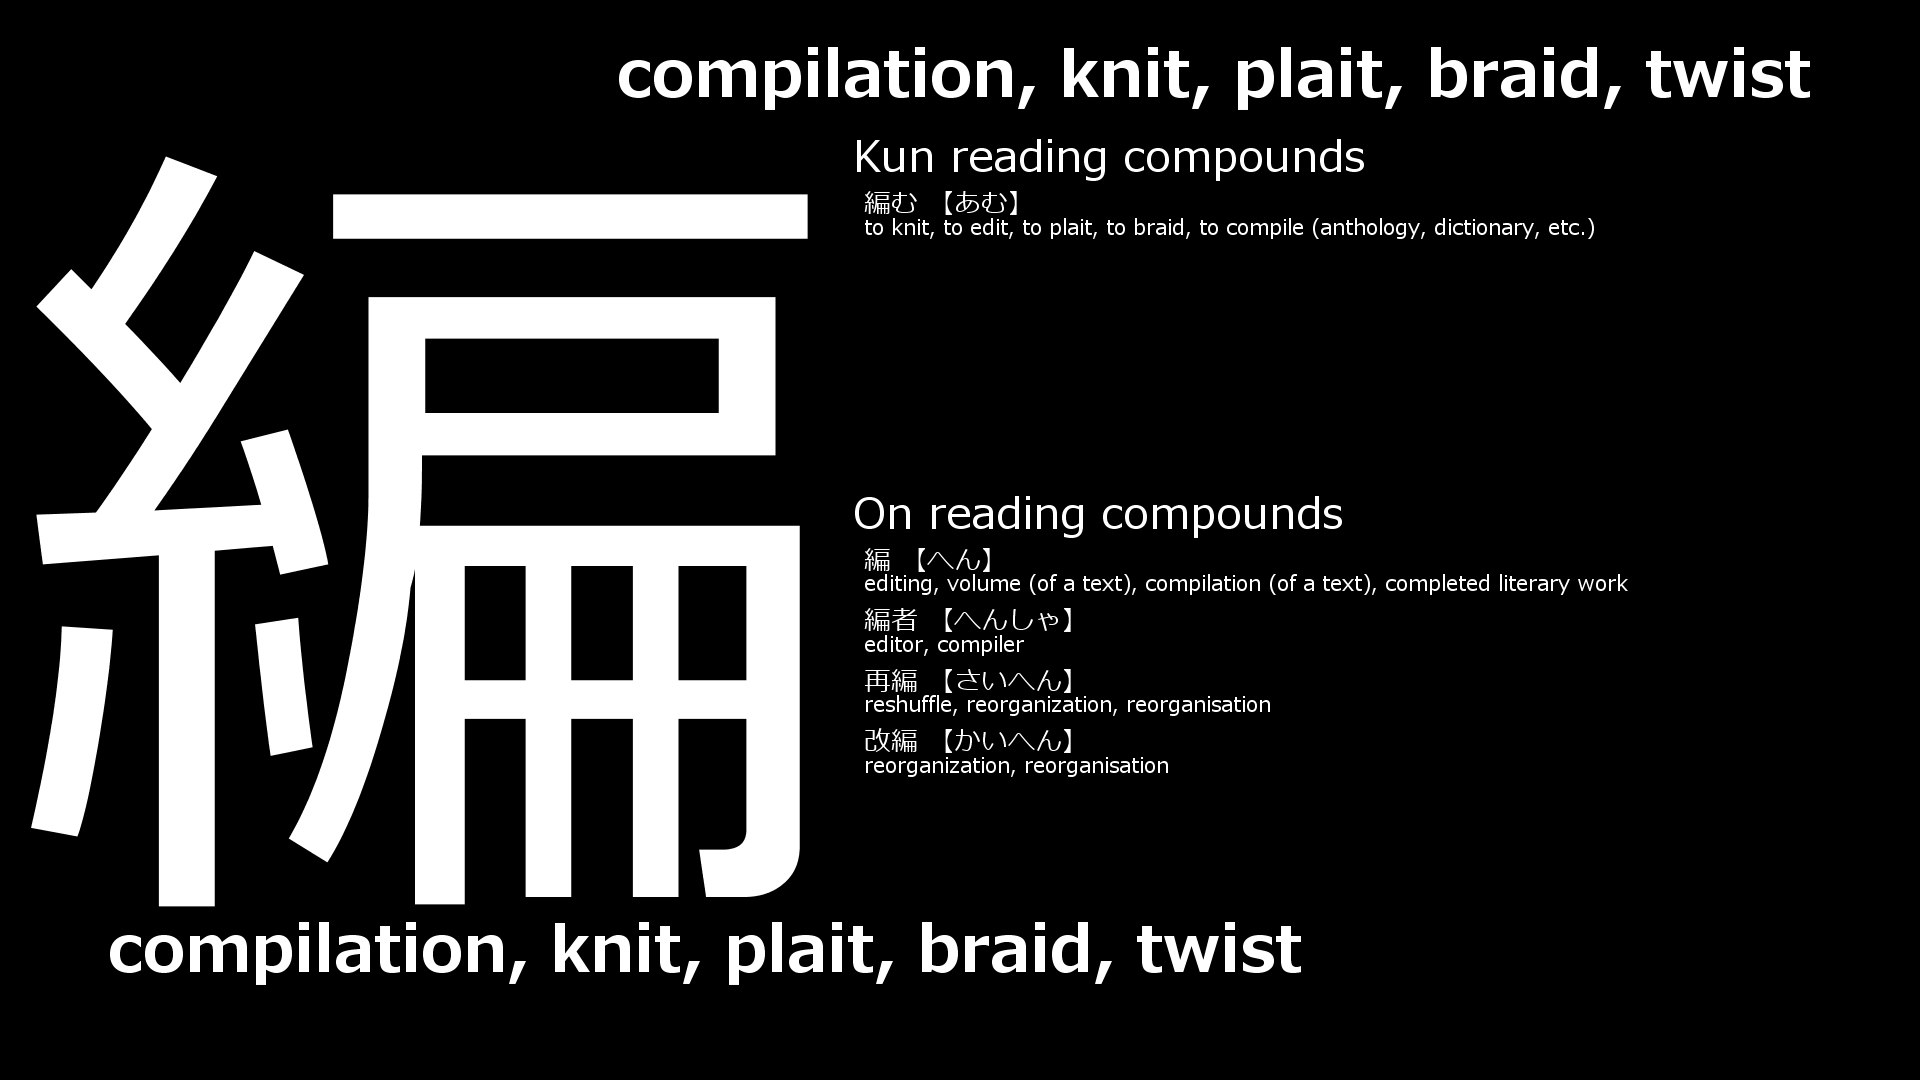 compilation, knit, plait, braid, twist
編
Kun reading compounds
編む 【あむ】
to knit, to edit, to plait, to braid, to compile (anthology, dictionary, etc.)
On reading compounds
編 【へん】
editing, volume (of a text), compilation (of a text), completed literary work
編者 【へんしゃ】
editor, compiler
再編 【さいへん】
reshuffle, reorganization, reorganisation
改編 【かいへん】
reorganization, reorganisation
compilation, knit, plait, braid, twist